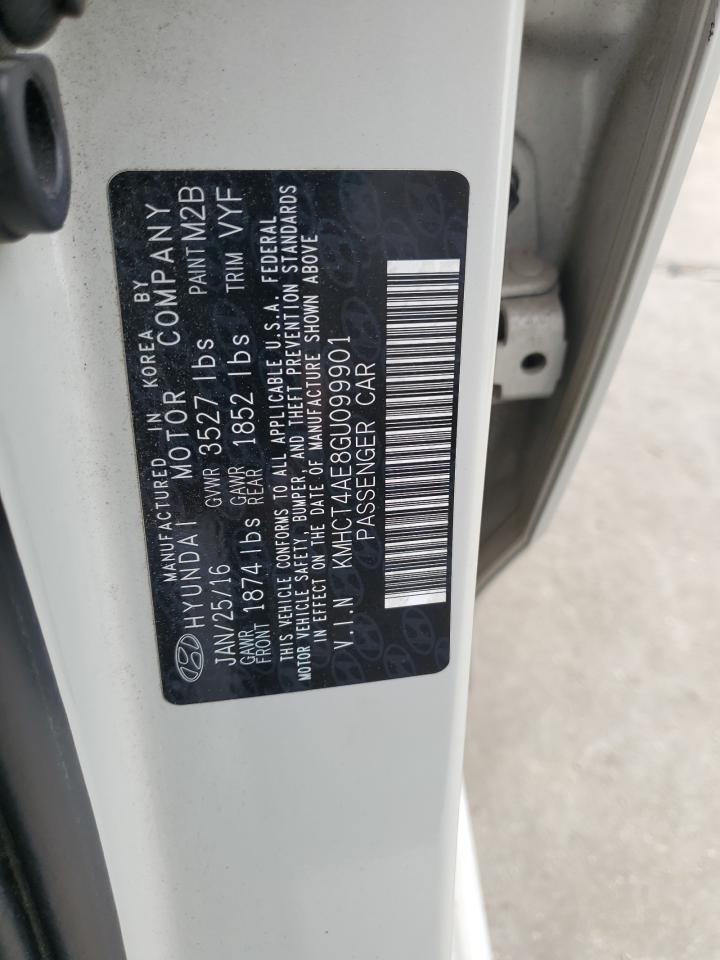 MANUFACTURED IN KOREA BY
HYUNDAI MOTOR COMPANY
JAN/25/16 GVWR 3527 lbs PAINT M2B
GAWR FRONT 1874 lbs GAWR REAR 1852 lbs TRIM VYF
THIS VEHICLE CONFORMS TO ALL APPLICABLE U.S.A. FEDERAL
MOTOR VEHICLE SAFETY, BUMPER, AND THEFT PREVENTION STANDARDS
IN EFFECT ON THE DATE OF MANUFACTURE SHOWN ABOVE
V.I.N KMHCT4AE8GU099901
PASSENGER CAR